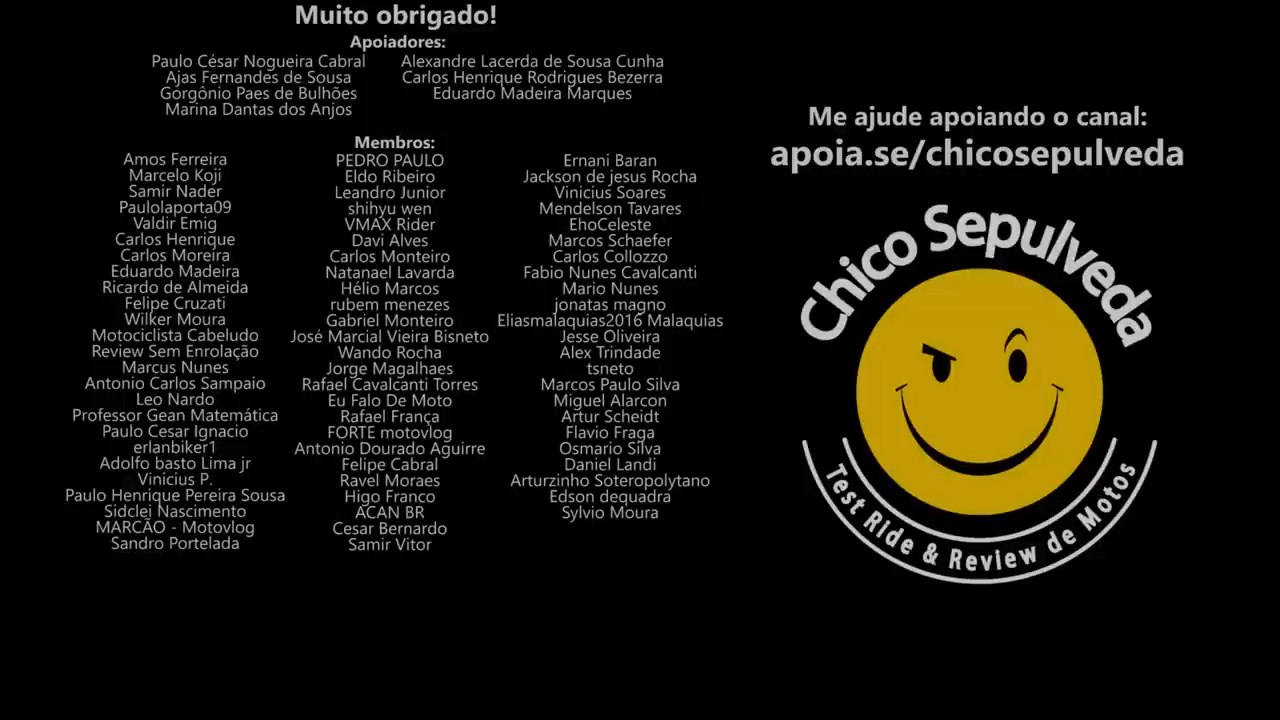 Muito obrigado!
Apoiadores:
Paulo César Nogueira Cabral
Ajas Fernandes de Sousa
Gorgônio Paes de Bulhões
Marina Dantas dos Anjos
Alexandre Lacerda de Sousa Cunha
Carlos Henrique Rodrigues Bezerra
Eduardo Madeira Marques
Membros:
Amos Ferreira
Marcelo Koji
Samir Nader
Paulolaporta09
Valdir Emig
Carlos Henrique
Carlos Moreira
Eduardo Madeira
Ricardo de Almeida
Felipe Cruzati
Wilker Moura
Motociclista Cabeludo
Review Sem Enrolação
Marcus Nunes
Antonio Carlos Sampaio
Leo Nardo
Professor Gean Matemática
Paulo Cesar Ignacio
erlanbiker1
Adolfo basto Lima jr
Vinicius P.
Paulo Henrique Pereira Sousa
Sidclei Nascimento
MARCÃO - Motovlog
Sandro Portelada
PEDRO PAULO
Eldo Ribeiro
Leandro Junior
shihyu wen
VMAX Rider
Davi Alves
Carlos Monteiro
Natanael Lavarda
Hélio Marcos
rubem menezes
Gabriel Monteiro
José Marcial Vieira Bisneto
Wando Rocha
Jorge Magalhaes
Rafael Cavalcanti Torres
Eu Falo De Moto
Rafael França
FORTE motovlog
Antonio Dourado Aguirre
Felipe Cabral
Ravel Moraes
Higo Franco
ACAN BR
Cesar Bernardo
Samir Vitor
Ernani Baran
Jackson de jesus Rocha
Vinicius Soares
Mendelson Tavares
EhoCeleste
Marcos Schaefer
Carlos Collozzo
Fabio Nunes Cavalcanti
Mario Nunes
jonatas magno
Eliasmalaquias2016 Malaquias
Jesse Oliveira
Alex Trindade
tsneto
Marcos Paulo Silva
Miguel Alarcon
Artur Scheidt
Flavio Fraga
Osmario Silva
Daniel Landi
Arturzinho Soteropolytano
Edson dequadra
Sylvio Moura
Me ajude apoiando o canal:
apoia.se/chicosepulveda
Chico Sepulveda
Test Ride & Review de Motos